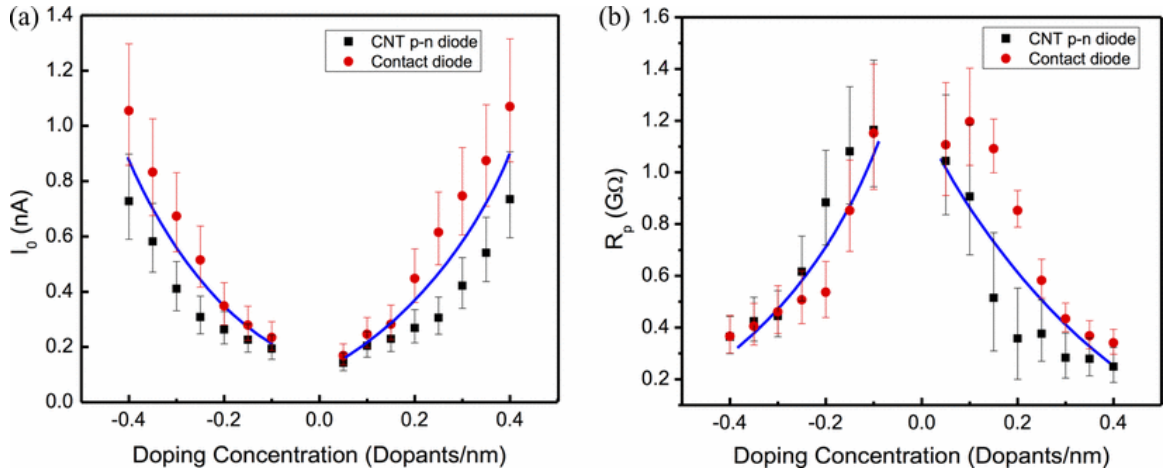 (a)
1.4
1.2
1.0
0.8
0.6
0.4
0.2
0.0
I₀ (nA)
CNT p-n diode
Contact diode
-0.4 -0.2 0.0 0.2 0.4
Doping Concentration (Dopants/nm)
(b)
1.6
1.4
1.2
1.0
0.8
0.6
0.4
0.2
Rₚ (GΩ)
CNT p-n diode
Contact diode
-0.4 -0.2 0.0 0.2 0.4
Doping Concentration (Dopants/nm)